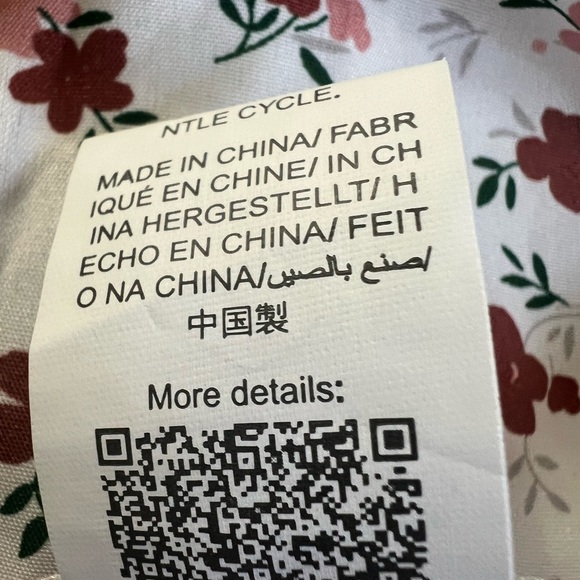 NTLE CYCLE.
MADE IN CHINA/ FABR
IQUÉ EN CHINE/ IN CH
INA HERGESTELLT/ H
ECHO EN CHINA/ FEIT
O NA CHINA/صنع بالصين/
中国製
More details: